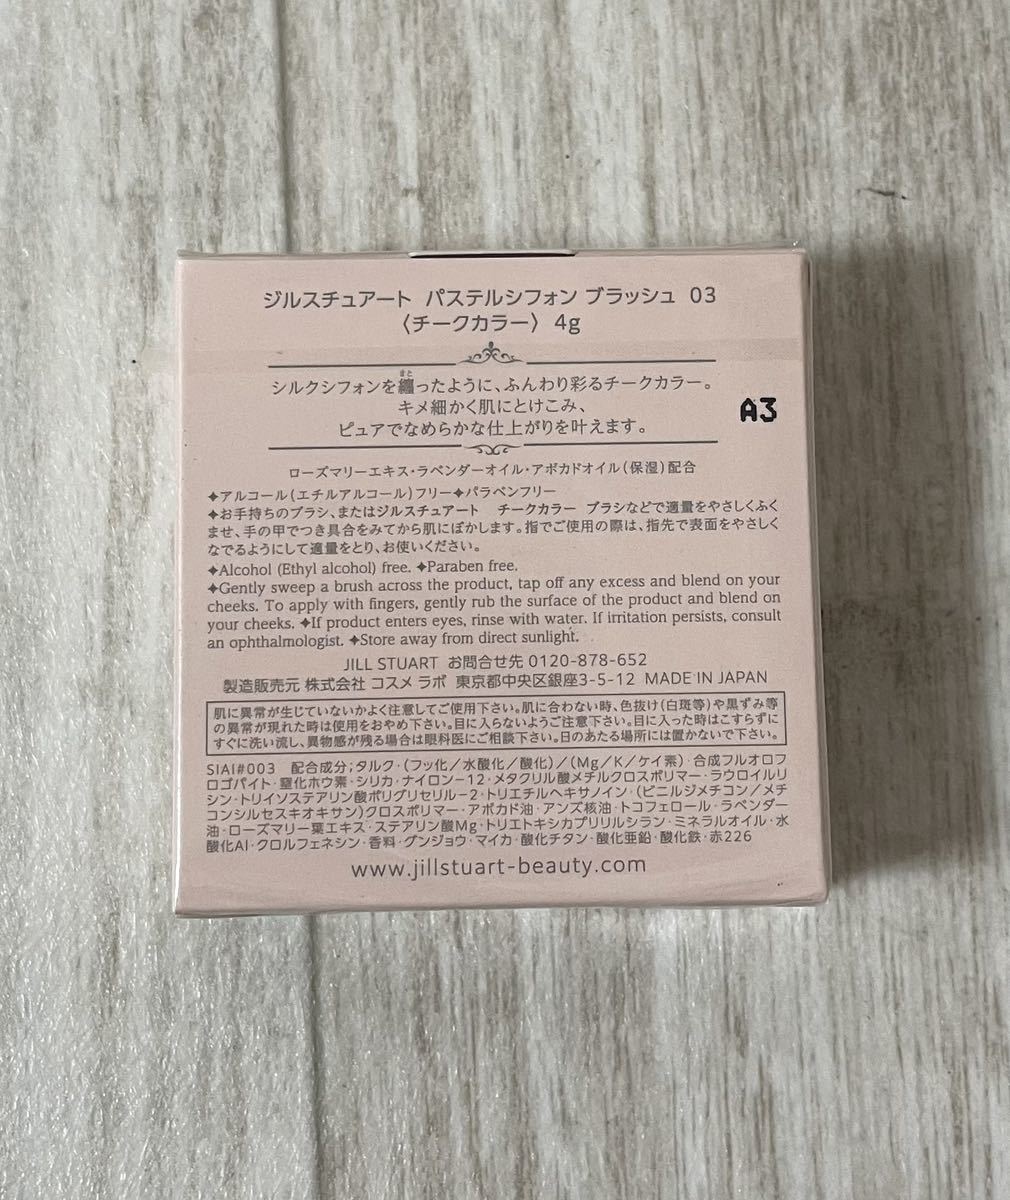 ジルスチュアート パステルシフォン ブラッシュ 03
〈チークカラー〉 4g
シルクシフォンを纏ったように、ふんわり彩るチークカラー。
まと
キメ細かく肌にとけこみ、
ピュアでなめらかな仕上がりを叶えます。
A3
ローズマリーエキス・ラベンダーオイル・アボカドオイル(保湿)配合
✦アルコール(エチルアルコール)フリー✦パラベンフリー
✦お手持ちのブラシ、またはジルスチュアート チークカラー ブラシなどで適量をやさしくふく
ませ、手の甲でつき具合をみてから肌にぼかします。指でご使用の際は、指先で表面をやさしく
なでるようにして適量をとり、お使いください。
✦Alcohol (Ethyl alcohol) free. ✦Paraben free.
✦Gently sweep a brush across the product, tap off any excess and blend on your
cheeks. To apply with fingers, gently rub the surface of the product and blend on
your cheeks. ✦If product enters eyes, rinse with water. If irritation persists, consult
an ophthalmologist. ✦Store away from direct sunlight.
JILL STUART お問合せ先 0120-878-652
製造販売元 株式会社 コスメ ラボ 東京都中央区銀座3-5-12 MADE IN JAPAN
肌に異常が生じていないかよく注意してご使用下さい。肌に合わない時、色抜け(白斑等)や黒ずみ等
の異常が現れた時は使用をおやめ下さい。目に入らないようご注意下さい。目に入った時はこすらずに
すぐに洗い流し、異物感が残る場合は眼科医にご相談下さい。日のあたる場所には置かないで下さい。
SIAI#003 配合成分;タルク・(フッ化/水酸化/酸化)/(Mg/K/ケイ素)・合成フルオロフ
ロゴパイト・窒化ホウ素・シリカ・ナイロン-12・メタクリル酸メチルクロスポリマー・ラウロイルリ
シン・トリイソステアリン酸ポリグリセリル-2・トリエチルヘキサノイン・(ビニルジメチコン/メチ
コンシルセスキオキサン)クロスポリマー・アボカド油・アンズ核油・トコフェロール・ラベンダー
油・ローズマリー葉エキス・ステアリン酸Mg・トリエトキシカプリリルシラン・ミネラルオイル・水
酸化Al・クロルフェネシン・香料・グンジョウ・マイカ・酸化チタン・酸化亜鉛・酸化鉄・赤226
www.jillstuart-beauty.com